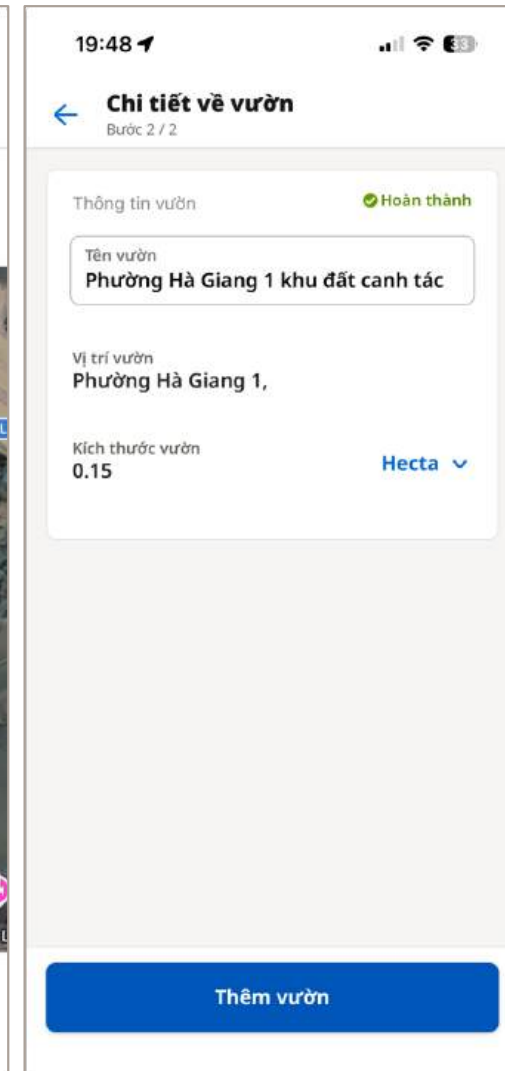 19:48
33
Chi tiết về vườn
Bước 2 / 2
Thông tin vườn
Hoàn thành
Tên vườn
Phường Hà Giang 1 khu đất canh tác
Vị trí vườn
Phường Hà Giang 1,
Kích thước vườn
0.15
Hecta
Thêm vườn